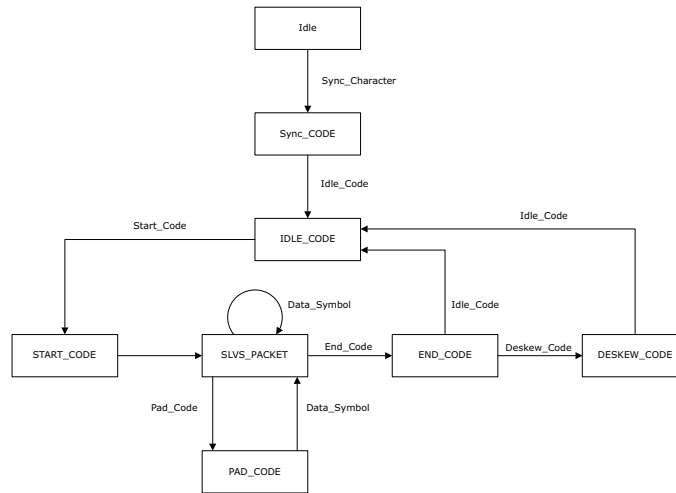 Idle
Sync_Character
Sync_CODE
Idle_Code
Start_Code
Idle_Code
IDLE_CODE
Data_Symbol
Idle_Code
START_CODE
SLVS_PACKET
End_Code
END_CODE
Deskew_Code
DESKEW_CODE
Pad_Code
Data_Symbol
PAD_CODE